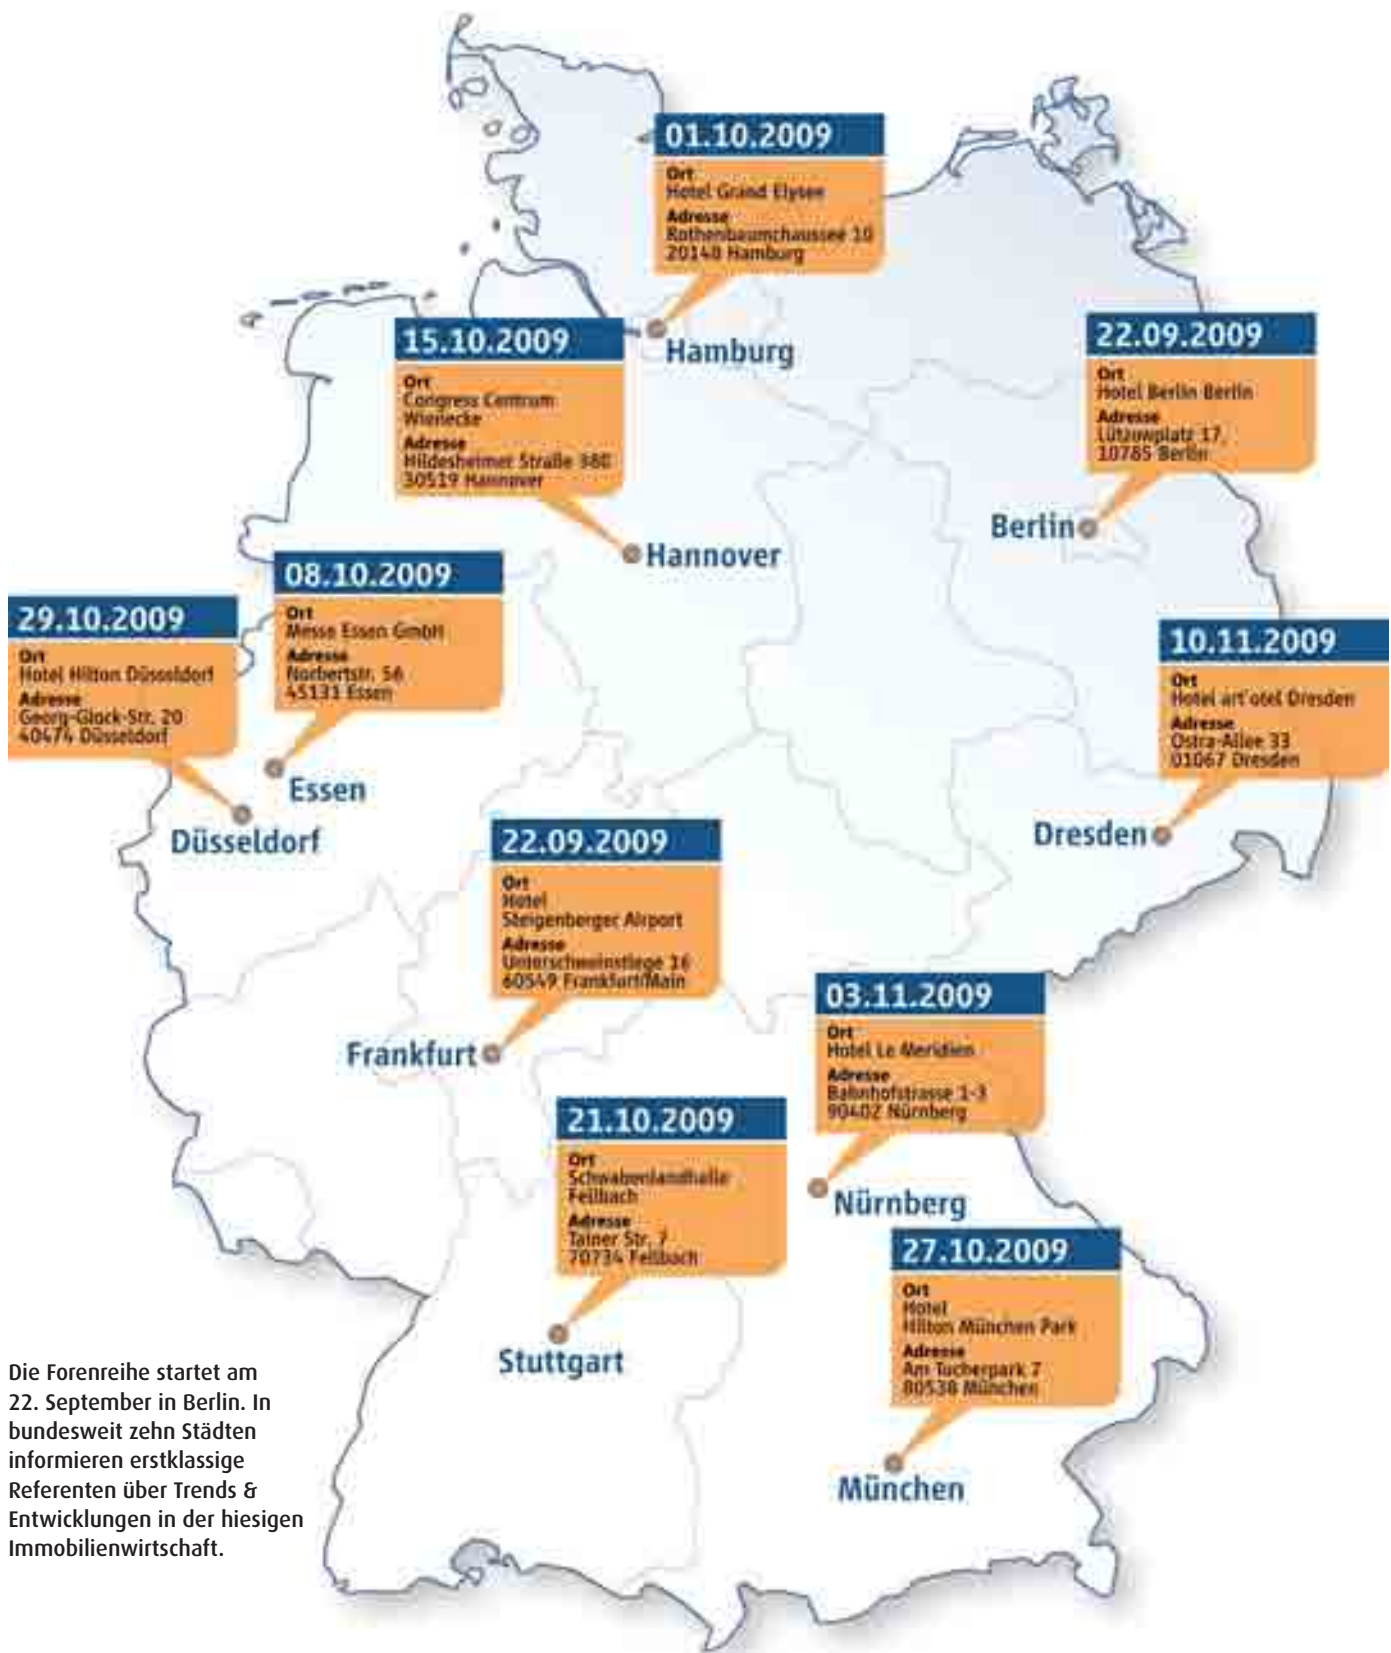 01.10.2009
Ort
Hotel Grand Elysee
Adresse
Rothenbaumchaussee 10
20148 Hamburg
Hamburg
15.10.2009
Ort
Congress Centrum
Wienecke
Adresse
Hildesheimer Straße 380
30519 Hannover
Hannover
22.09.2009
Ort
Hotel Berlin Berlin
Adresse
Lützowplatz 17,
10785 Berlin
Berlin
08.10.2009
Ort
Messe Essen GmbH
Adresse
Norbertstr. 56
45131 Essen
Essen
29.10.2009
Ort
Hotel Hilton Düsseldorf
Adresse
Georg-Glock-Str. 20
40474 Düsseldorf
Düsseldorf
10.11.2009
Ort
Hotel art'otel Dresden
Adresse
Ostra-Allee 33
01067 Dresden
Dresden
22.09.2009
Ort
Hotel
Steigenberger Airport
Adresse
Unterschweinstiege 16
60549 Frankfurt/Main
Frankfurt
03.11.2009
Ort
Hotel Le Meridien
Adresse
Bahnhofstrasse 1-3
90402 Nürnberg
Nürnberg
21.10.2009
Ort
Schwabenlandhalle
Fellbach
Adresse
Tainer Str. 7
70734 Fellbach
Stuttgart
27.10.2009
Ort
Hotel
Hilton München Park
Adresse
Am Tucherpark 7
80538 München
München
Die Forenreihe startet am
22. September in Berlin. In
bundesweit zehn Städten
informieren erstklassige
Referenten über Trends &
Entwicklungen in der hiesigen
Immobilienwirtschaft.